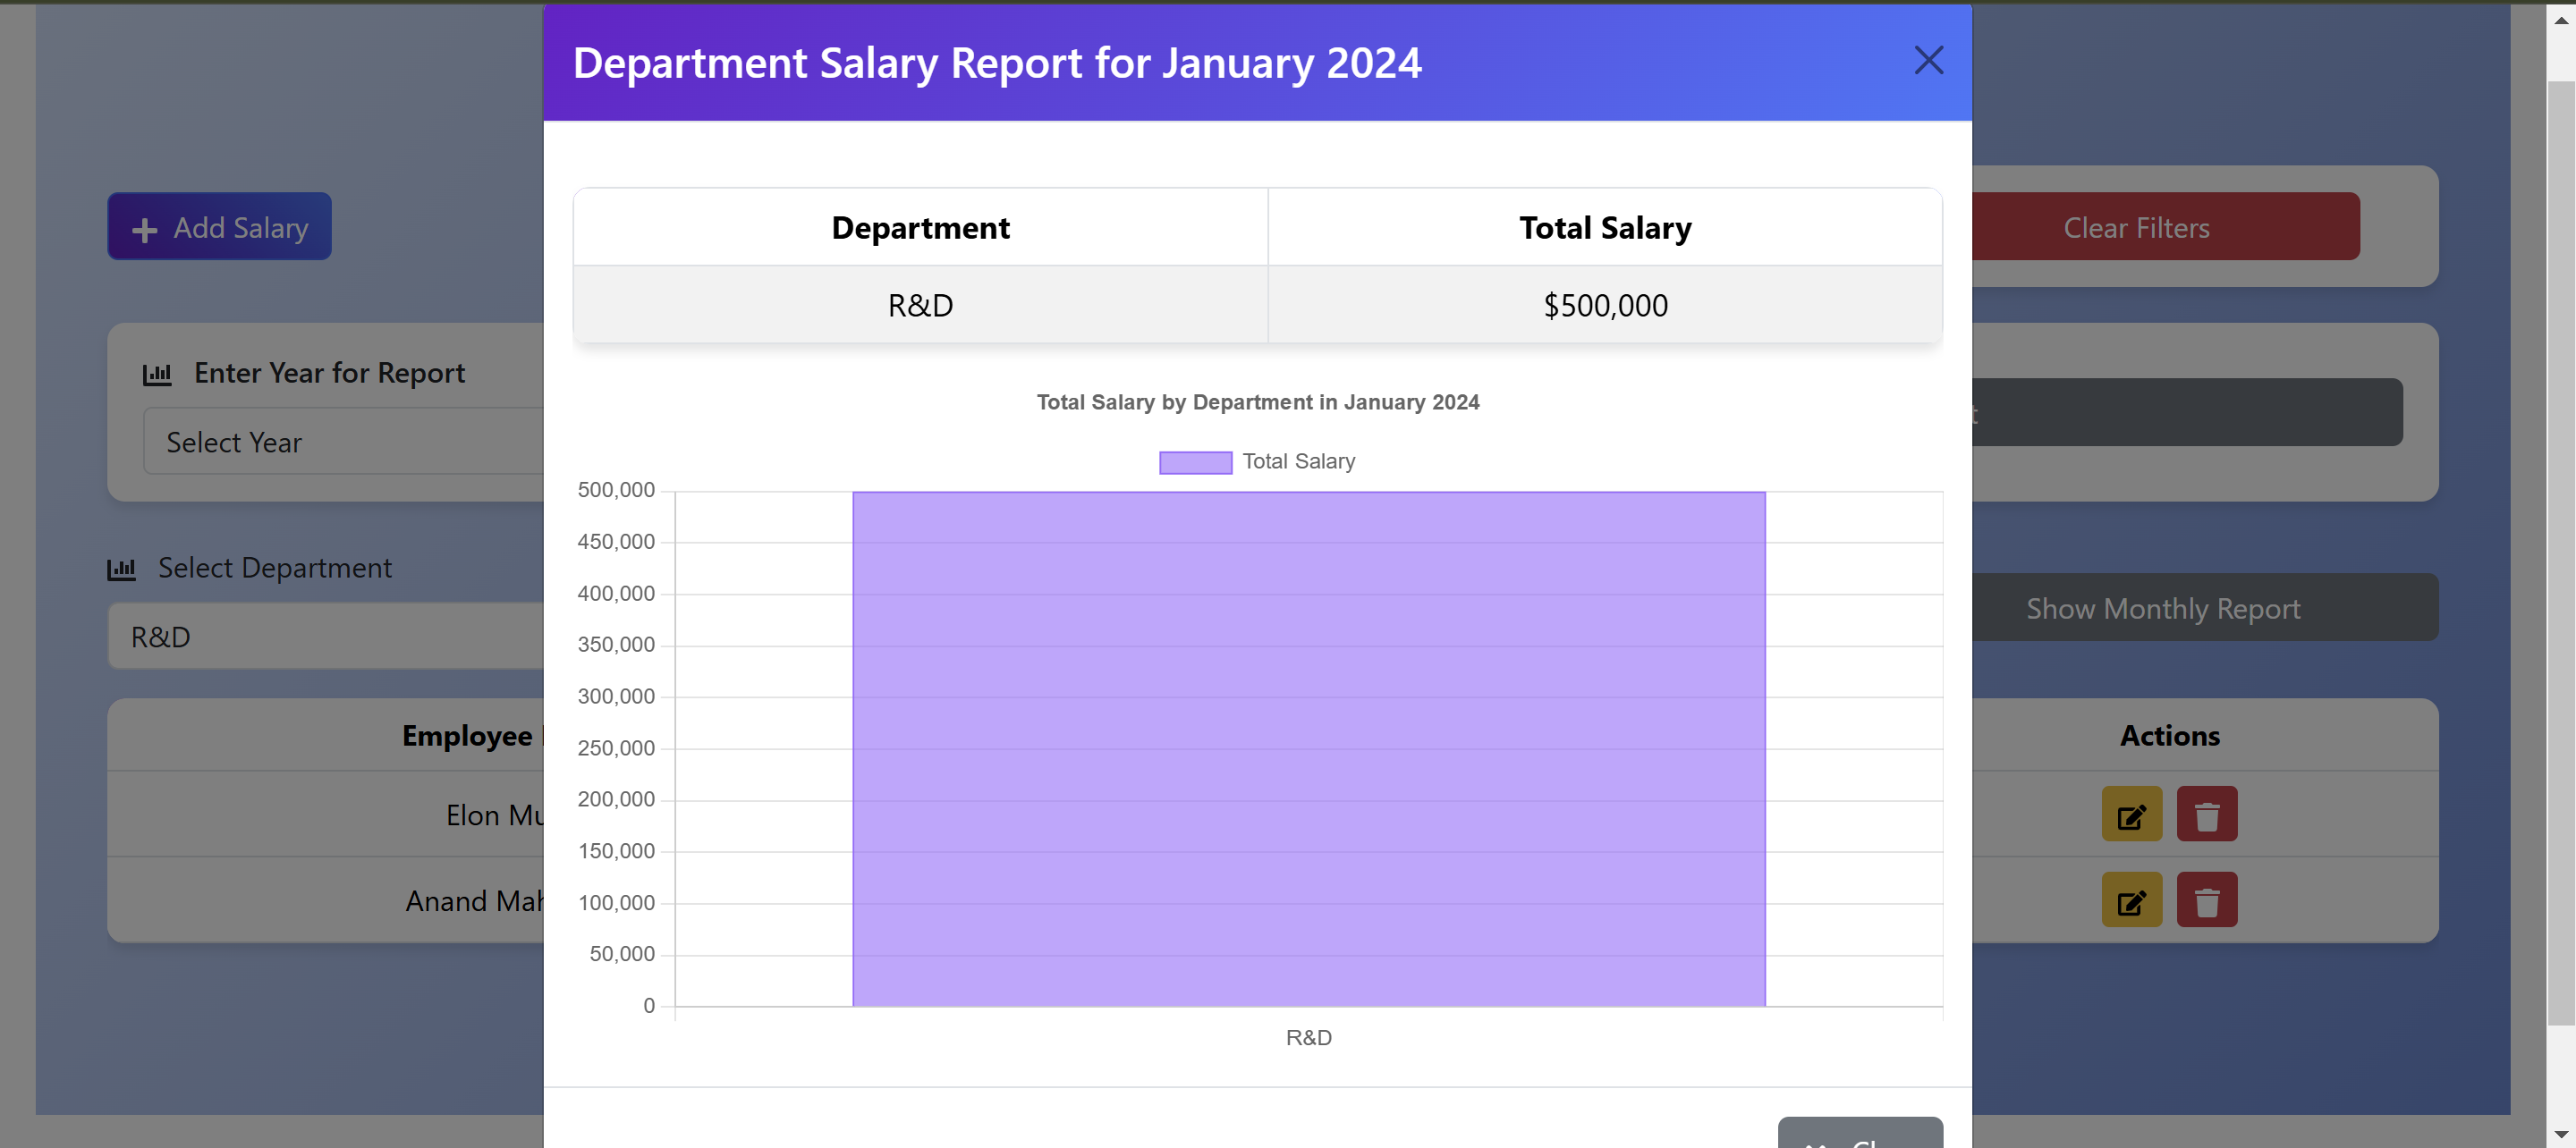 Department Salary Report for January 2024
Add Salary
Clear Filters
Department Total Salary
R&D $500,000
Enter Year for Report
Select Year
Total Salary by Department in January 2024
Total Salary
500,000
450,000
400,000
350,000
300,000
250,000
200,000
150,000
100,000
50,000
0
R&D
Select Department
R&D
Show Monthly Report
Employee
Actions
Elon
Anand